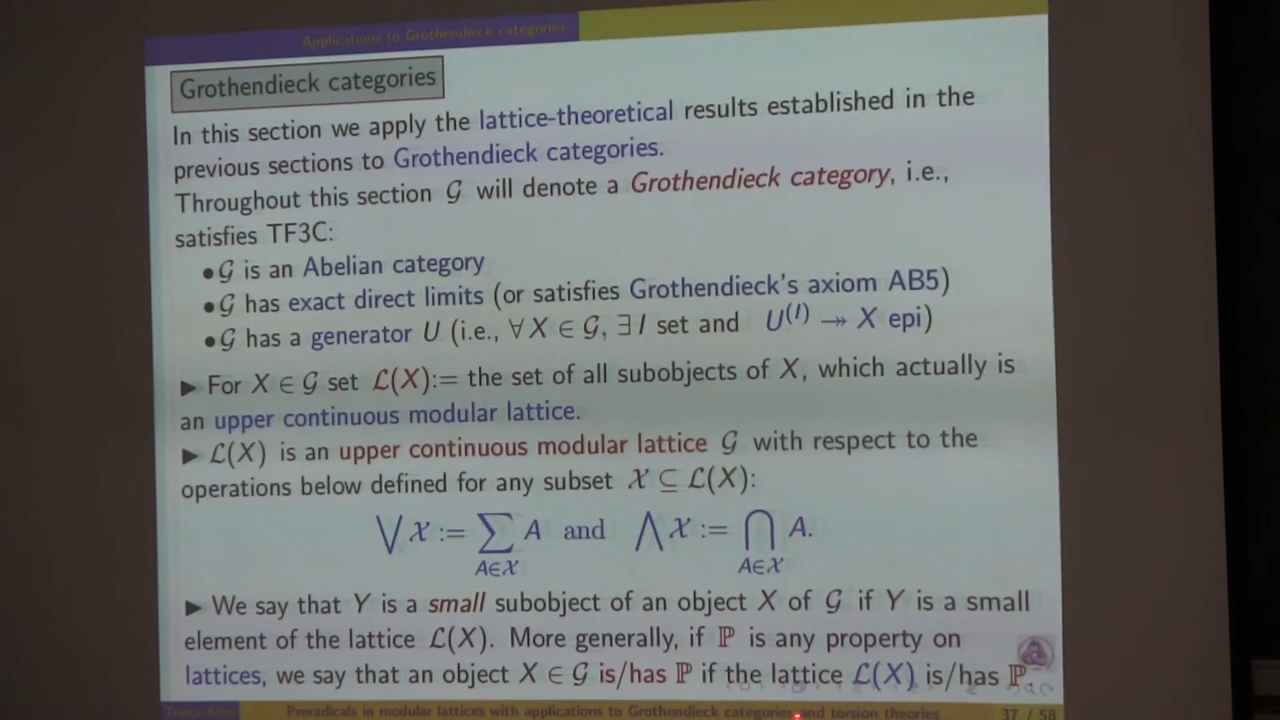 Applications to Grothendieck categories
Grothendieck categories
In this section we apply the lattice-theoretical results established in the
previous sections to Grothendieck categories.
Throughout this section 𝒢 will denote a Grothendieck category, i.e.,
satisfies TF3C:
• 𝒢 is an Abelian category
• 𝒢 has exact direct limits (or satisfies Grothendieck's axiom AB5)
• 𝒢 has a generator U (i.e., ∀ X ∈ 𝒢, ∃ I set and U^(I) ↠ X epi)
▶ For X ∈ 𝒢 set ℒ(X):= the set of all subobjects of X, which actually is
an upper continuous modular lattice.
▶ ℒ(X) is an upper continuous modular lattice 𝒢 with respect to the
operations below defined for any subset 𝒳 ⊆ ℒ(X):
⋁ 𝒳 := ∑ A and ⋀ 𝒳 := ⋂ A.
A∈𝒳 A∈𝒳
▶ We say that Y is a small subobject of an object X of 𝒢 if Y is a small
element of the lattice ℒ(X). More generally, if ℙ is any property on
lattices, we say that an object X ∈ 𝒢 is/has ℙ if the lattice ℒ(X) is/has ℙ.
Toma Albu Preradicals in modular lattices with applications to Grothendieck categories and torsion theories 37 / 58